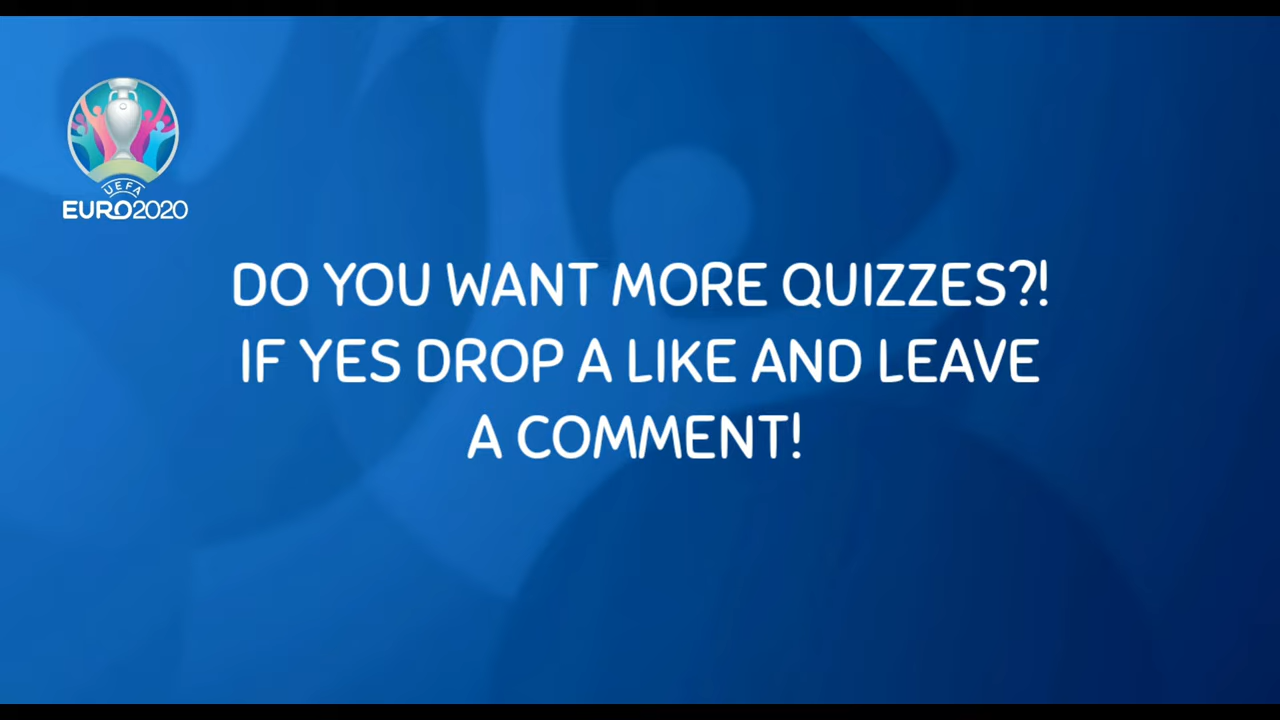 UEFA
EURO2020
DO YOU WANT MORE QUIZZES?!
IF YES DROP A LIKE AND LEAVE
A COMMENT!